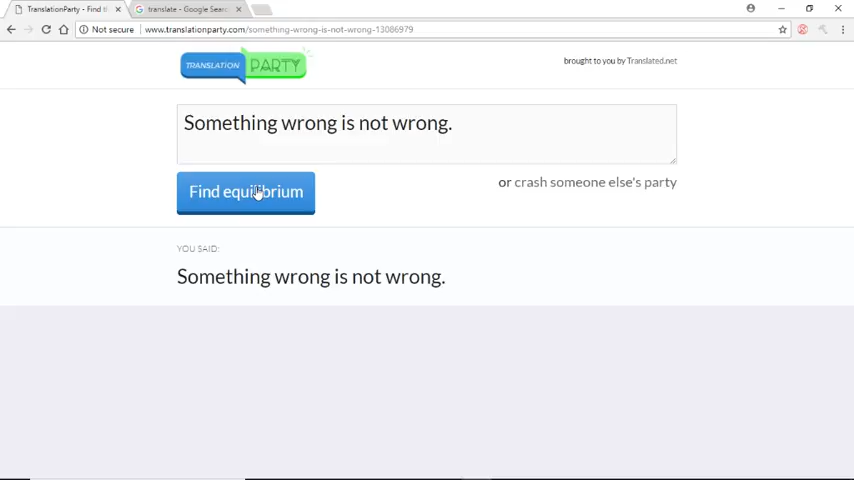 TranslationParty - Find t
translate - Google Searc
Not secure
www.translationparty.com/something-wrong-is-not-wrong-13086979
TRANSLATION PARTY
brought to you by Translated.net
Something wrong is not wrong.
Find equilibrium
or crash someone else's party
YOU SAID:
Something wrong is not wrong.